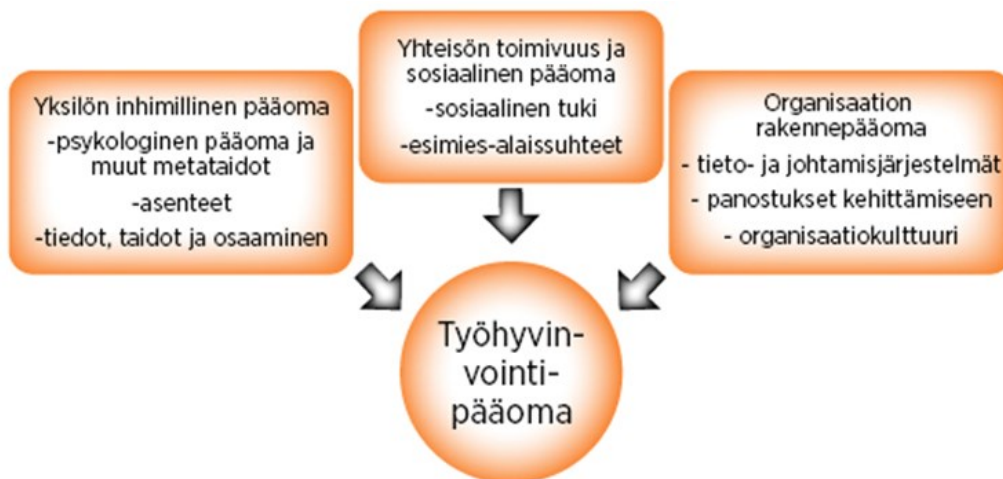 Yksilön inhimillinen pääoma
-psykologinen pääoma ja
muut metataidot
-asenteet
-tiedot, taidot ja osaaminen
Yhteisön toimivuus ja
sosiaalinen pääoma
-sosiaalinen tuki
-esimies-alaissuhteet
Organisaation
rakennepääoma
- tieto- ja johtamisjärjestelmät
- panostukset kehittämiseen
- organisaatiokulttuuri
Työhyvin-
vointi-
pääoma